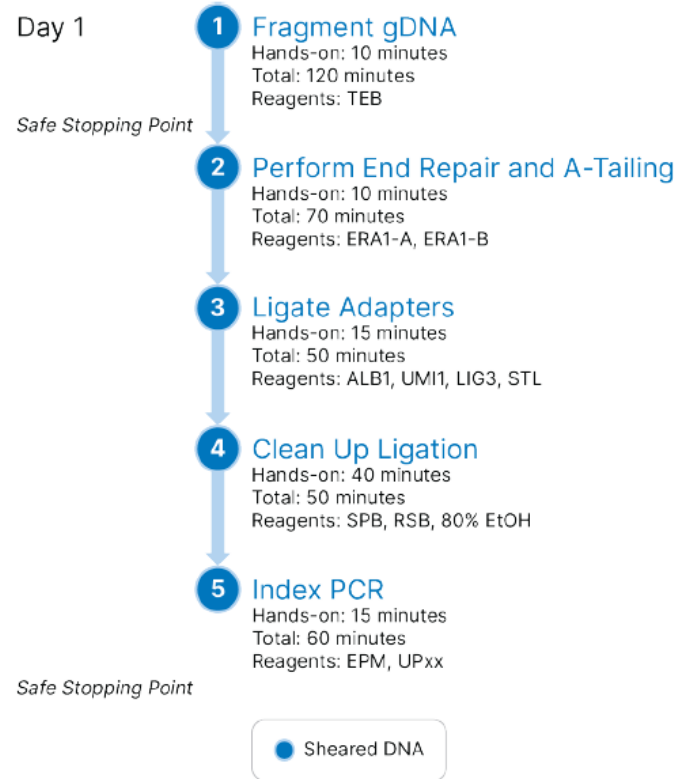 Day 1
1
Fragment gDNA
Hands-on: 10 minutes
Total: 120 minutes
Reagents: TEB
Safe Stopping Point
2
Perform End Repair and A-Tailing
Hands-on: 10 minutes
Total: 70 minutes
Reagents: ERA1-A, ERA1-B
3
Ligate Adapters
Hands-on: 15 minutes
Total: 50 minutes
Reagents: ALB1, UMI1, LIG3, STL
4
Clean Up Ligation
Hands-on: 40 minutes
Total: 50 minutes
Reagents: SPB, RSB, 80% EtOH
5
Index PCR
Hands-on: 15 minutes
Total: 60 minutes
Reagents: EPM, UPxx
Safe Stopping Point
Sheared DNA